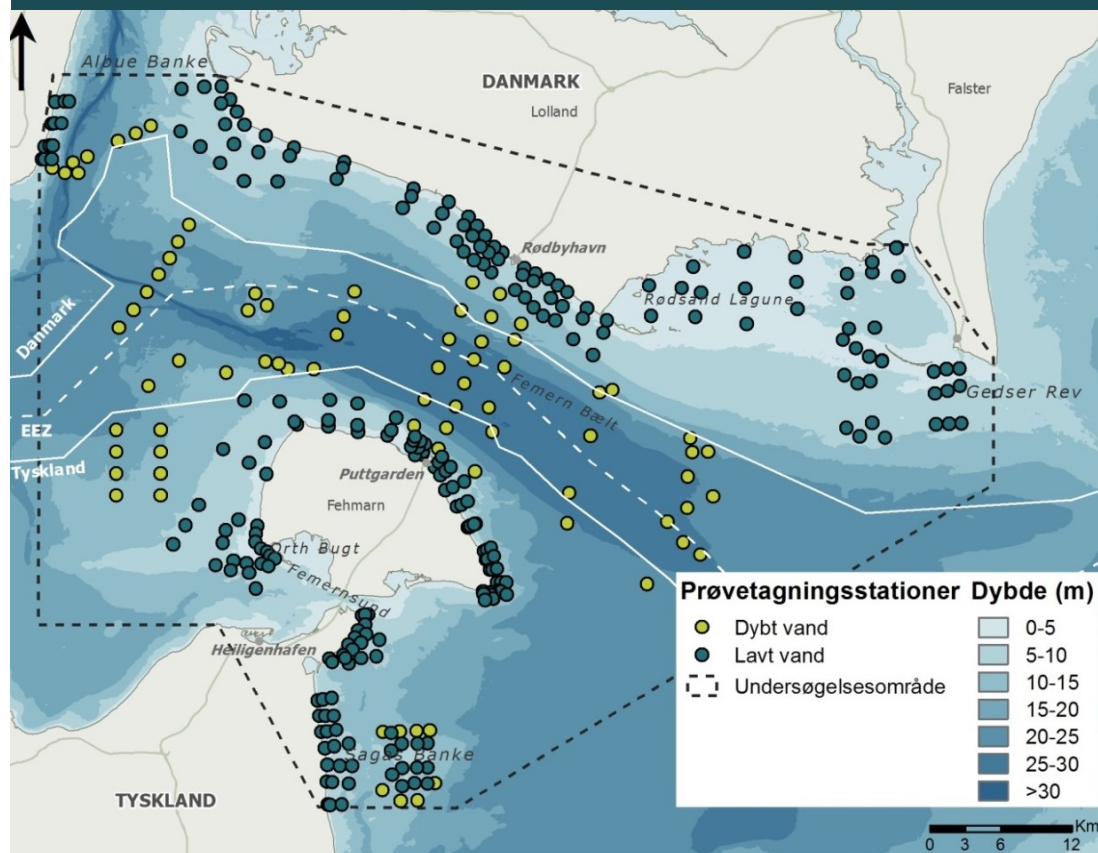 Albue Banke
DANMARK
Lolland
Falster
Rødbyhavn
Rødsand Lagune
Danmark
Femern Bælt
Gedser Rev
EEZ
Tyskland
Puttgarden
Fehmarn
Orth Bugt
Femernsund
Heiligenhafen
Sagas Banke
TYSKLAND
Prøvetagningsstationer
Dybt vand
Lavt vand
Undersøgelsesområde
Dybde (m)
0-5
5-10
10-15
15-20
20-25
25-30
>30
Km
0 3 6 12